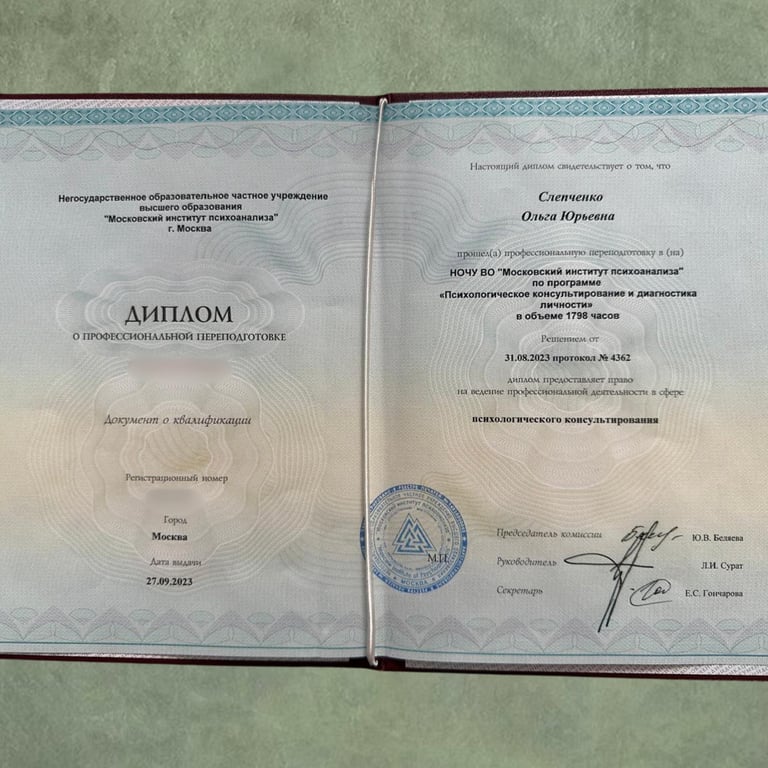 Негосударственное образовательное частное учреждение
высшего образования
"Московский институт психоанализа"
г. Москва
ДИПЛОМ
О ПРОФЕССИОНАЛЬНОЙ ПЕРЕПОДГОТОВКЕ
Документ о квалификации
Регистрационный номер
Город
Москва
Дата выдачи
27.09.2023
Настоящий диплом свидетельствует о том, что
Слепченко
Ольга Юрьевна
прошел(а) профессиональную переподготовку в (на)
НОЧУ ВО "Московский институт психоанализа"
по программе
«Психологическое консультирование и диагностика
личности»
в объеме 1798 часов
Решением от
31.08.2023 протокол № 4362
диплом предоставляет право
на ведение профессиональной деятельности в сфере
психологического консультирования
М.П.
Председатель комиссии Ю.В. Беляева
Руководитель Л.И. Сурат
Секретарь Е.С. Гончарова